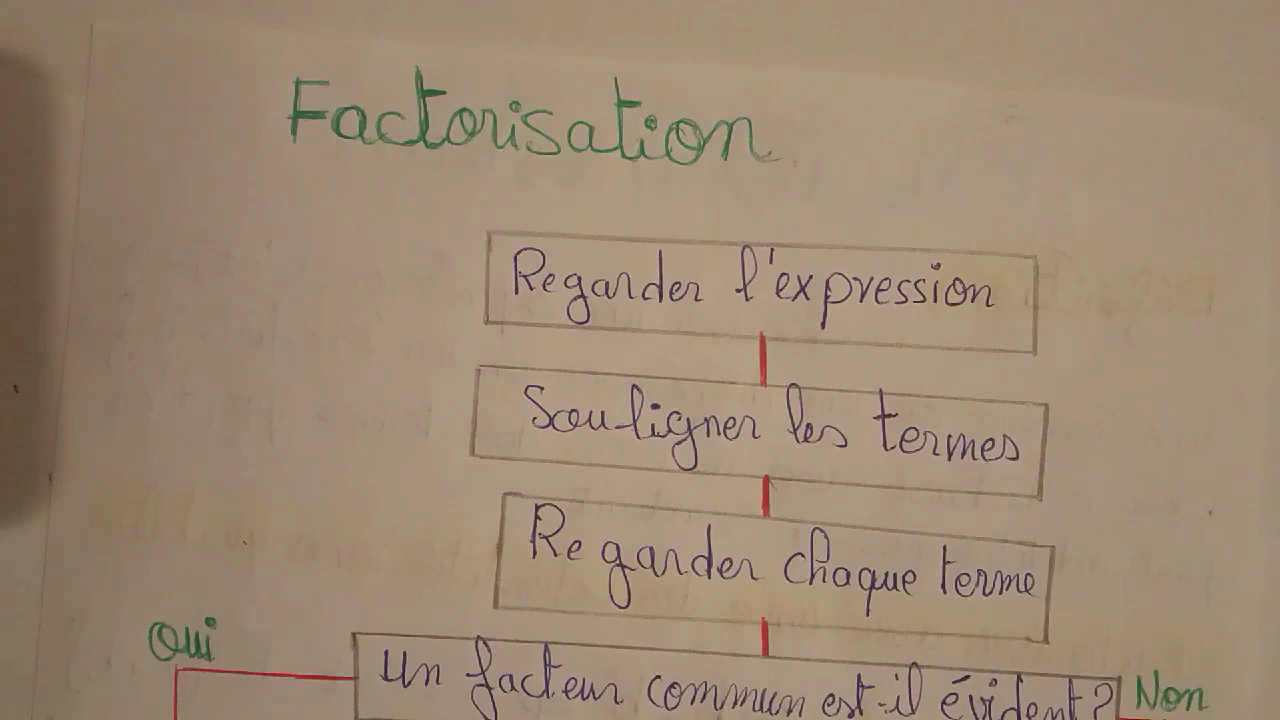 Factorisation
Regarder l'expression
Souligner les termes
Regarder chaque terme
Oui
Un facteur commun est-il évident ?
Non